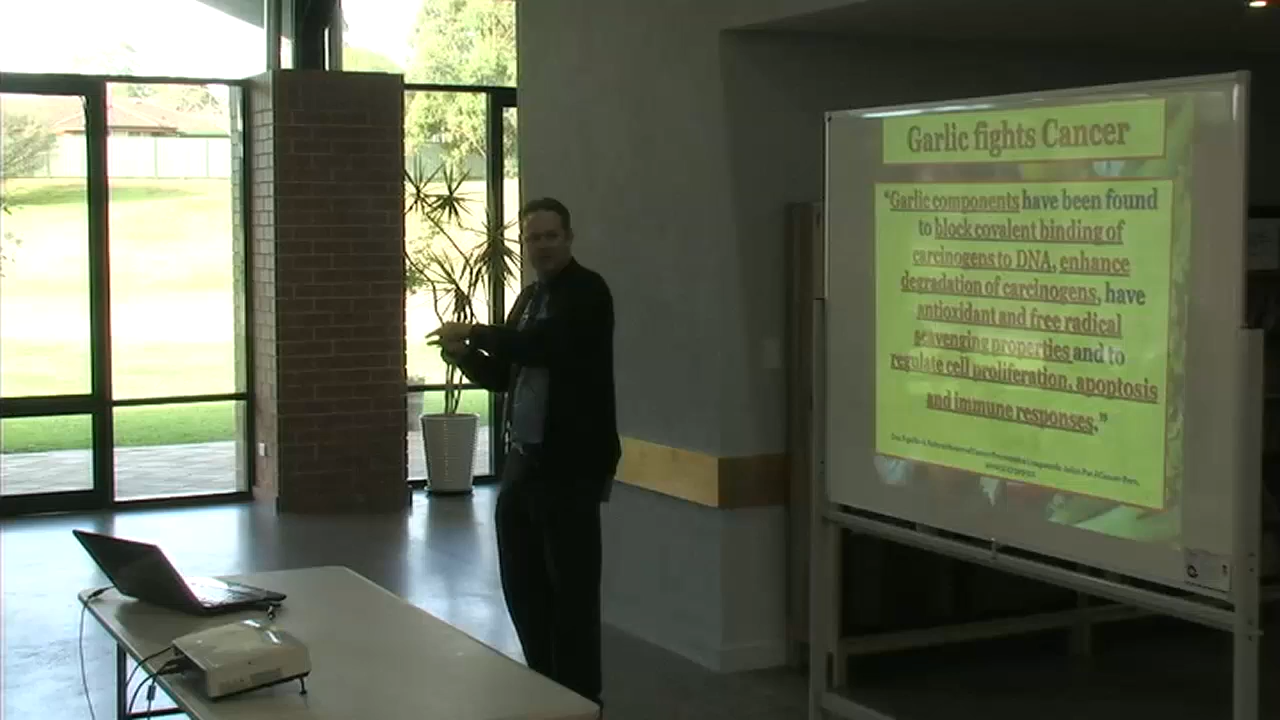 Garlic fights Cancer
“Garlic components have been found
to block covalent binding of
carcinogens to DNA, enhance
degradation of carcinogens, have
antioxidant and free radical
scavenging properties and to
regulate cell proliferation, apoptosis
and immune responses.”